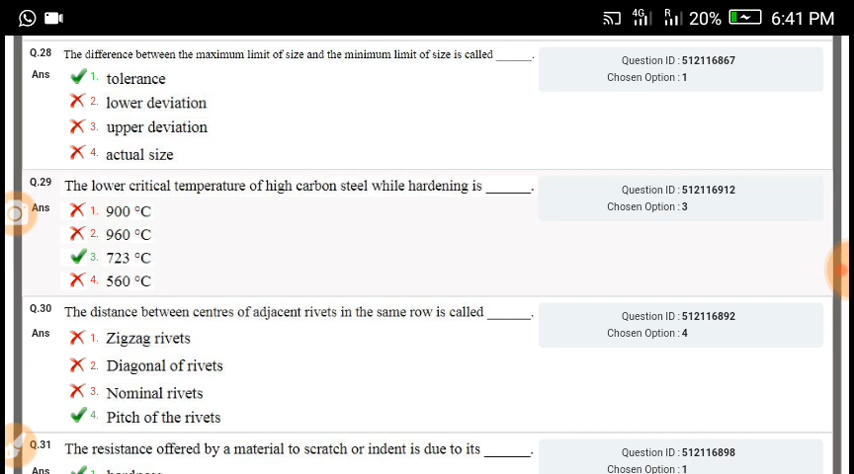 4G R 20% 6:41 PM
Q.28 The difference between the maximum limit of size and the minimum limit of size is called ______.
Question ID : 512116867
Chosen Option : 1
Ans 1. tolerance
2. lower deviation
3. upper deviation
4. actual size
Q.29 The lower critical temperature of high carbon steel while hardening is ______.
Question ID : 512116912
Chosen Option : 3
Ans 1. 900 °C
2. 960 °C
3. 723 °C
4. 560 °C
Q.30 The distance between centres of adjacent rivets in the same row is called ______.
Question ID : 512116892
Chosen Option : 4
Ans 1. Zigzag rivets
2. Diagonal of rivets
3. Nominal rivets
4. Pitch of the rivets
Q.31 The resistance offered by a material to scratch or indent is due to its ______.
Question ID : 512116898
Chosen Option : 1
Ans 1. hardness